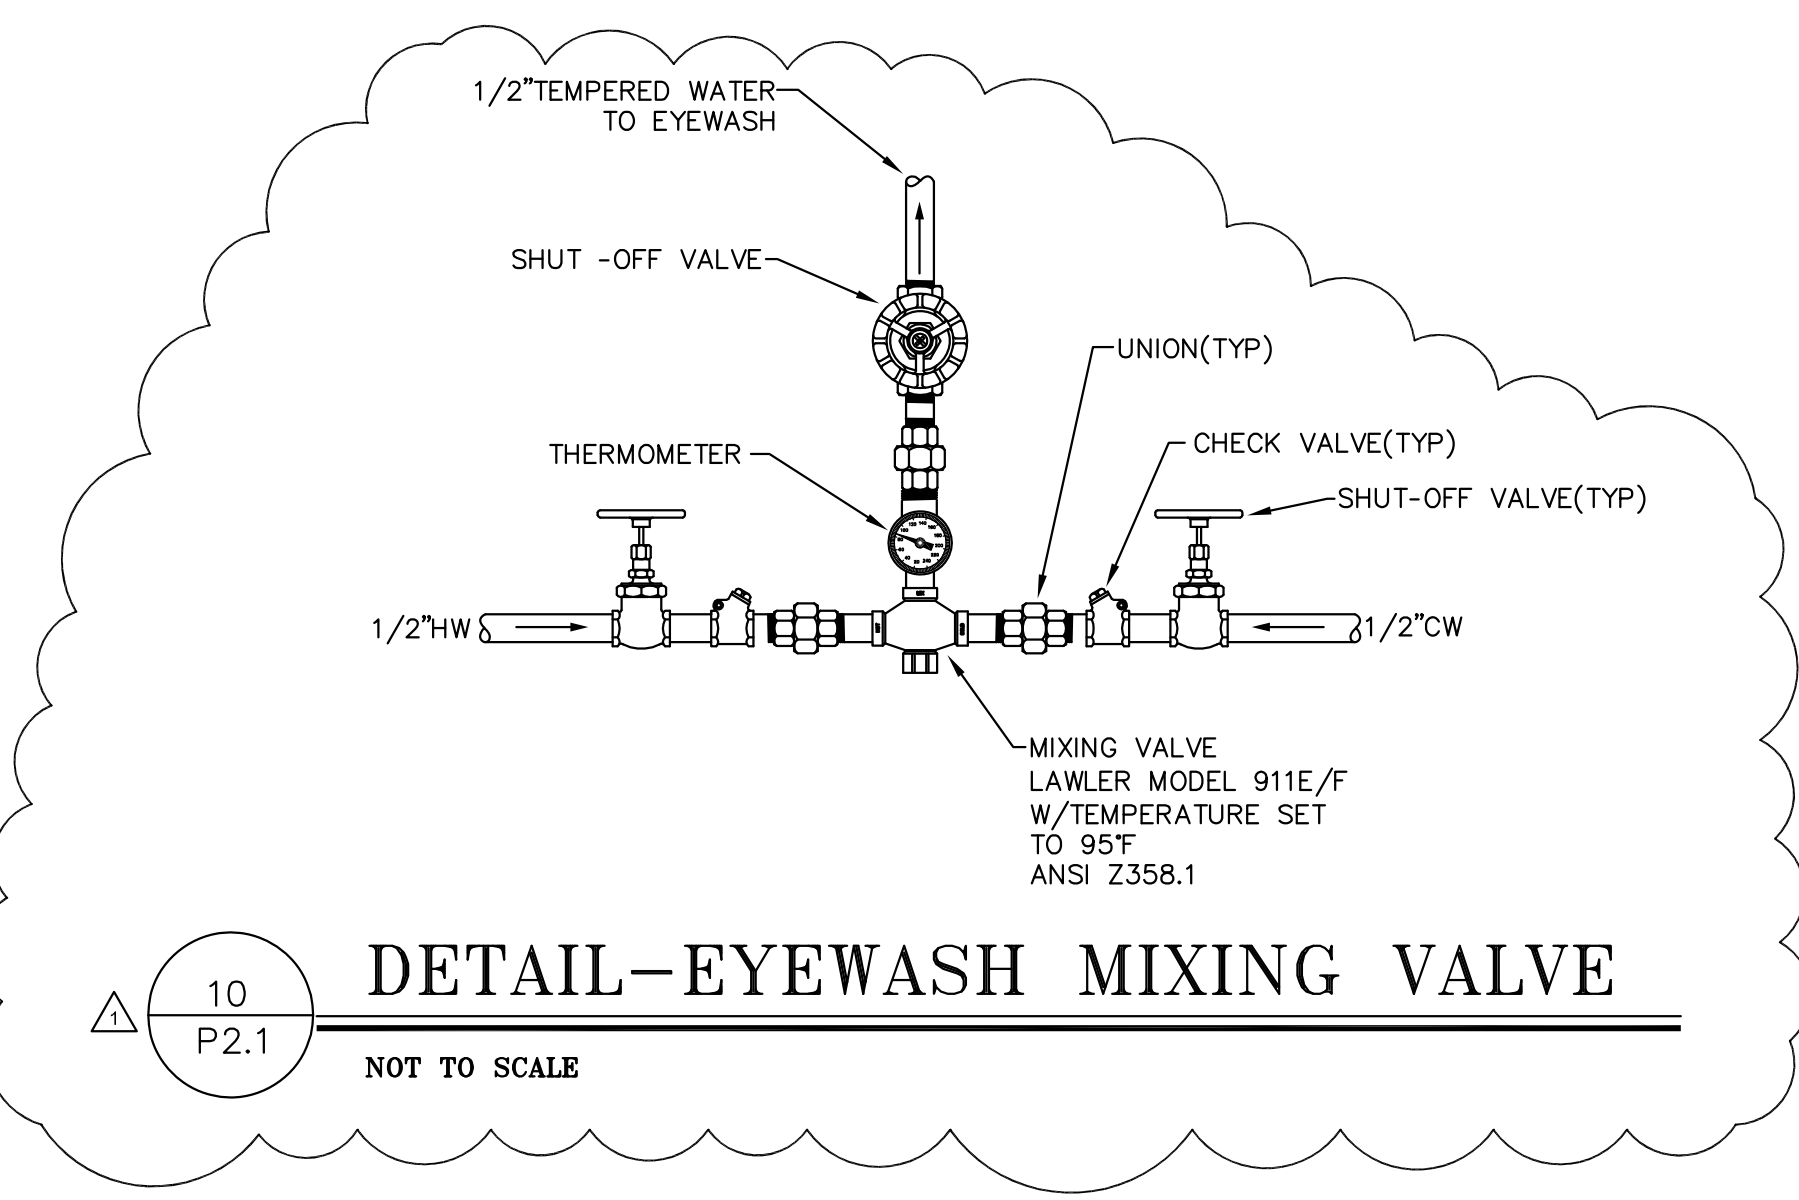 1/2"TEMPERED WATER
TO EYEWASH
SHUT -OFF VALVE
UNION(TYP)
THERMOMETER
CHECK VALVE(TYP)
SHUT-OFF VALVE(TYP)
1/2"HW
1/2"CW
MIXING VALVE
LAWLER MODEL 911E/F
W/TEMPERATURE SET
TO 95°F
ANSI Z358.1
DETAIL-EYEWASH MIXING VALVE
10
P2.1
1
NOT TO SCALE